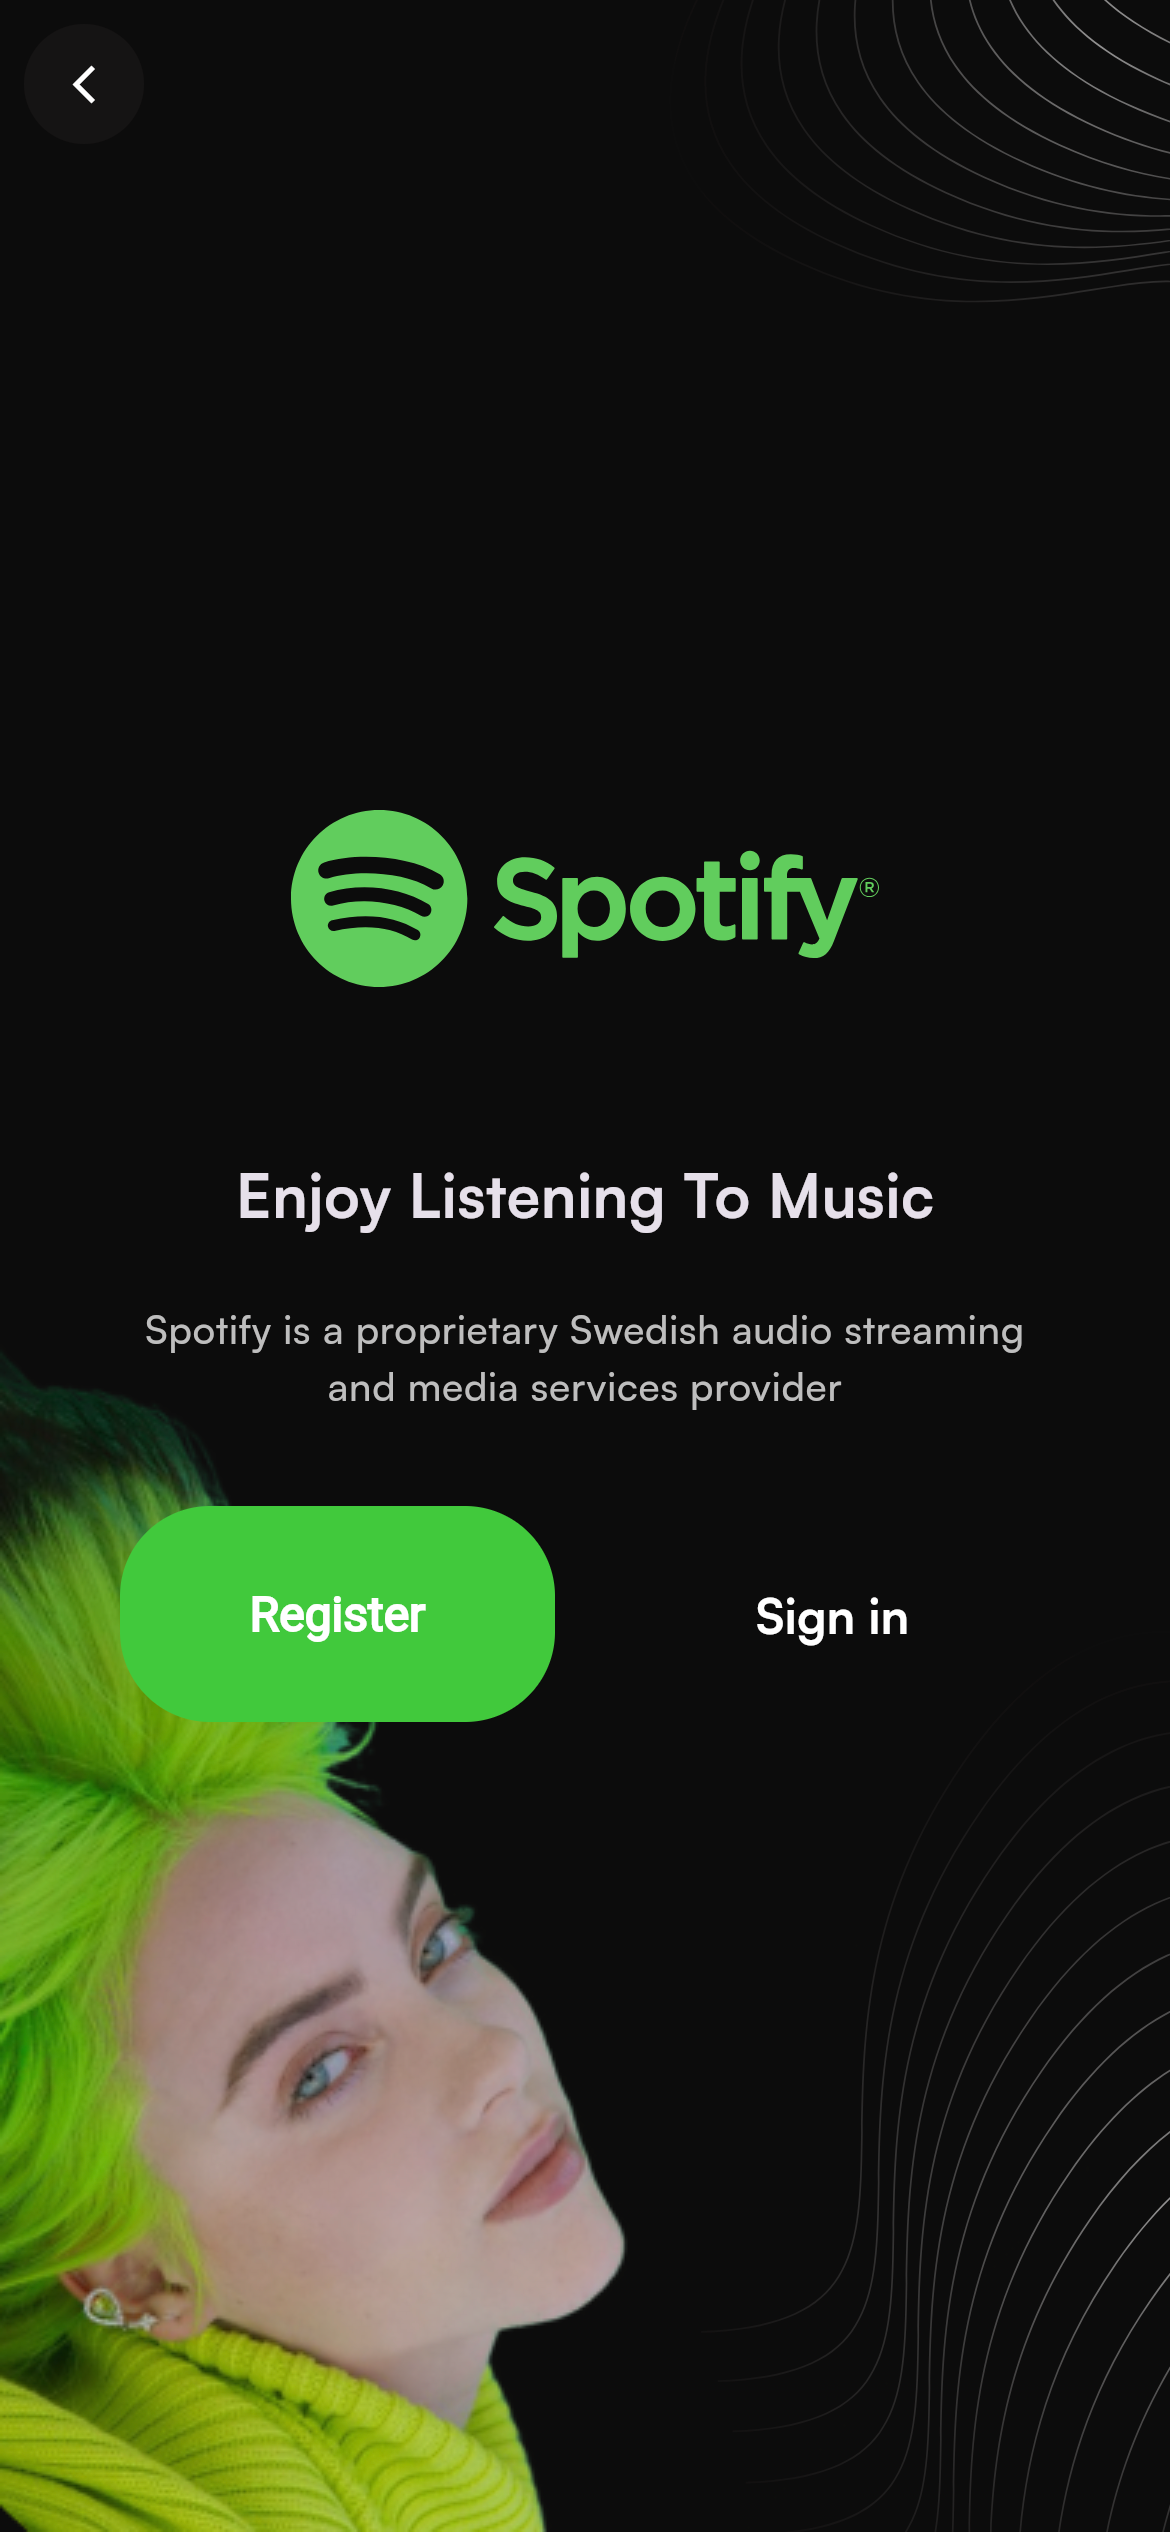 Spotify®
Enjoy Listening To Music
Spotify is a proprietary Swedish audio streaming
and media services provider
Register
Sign in